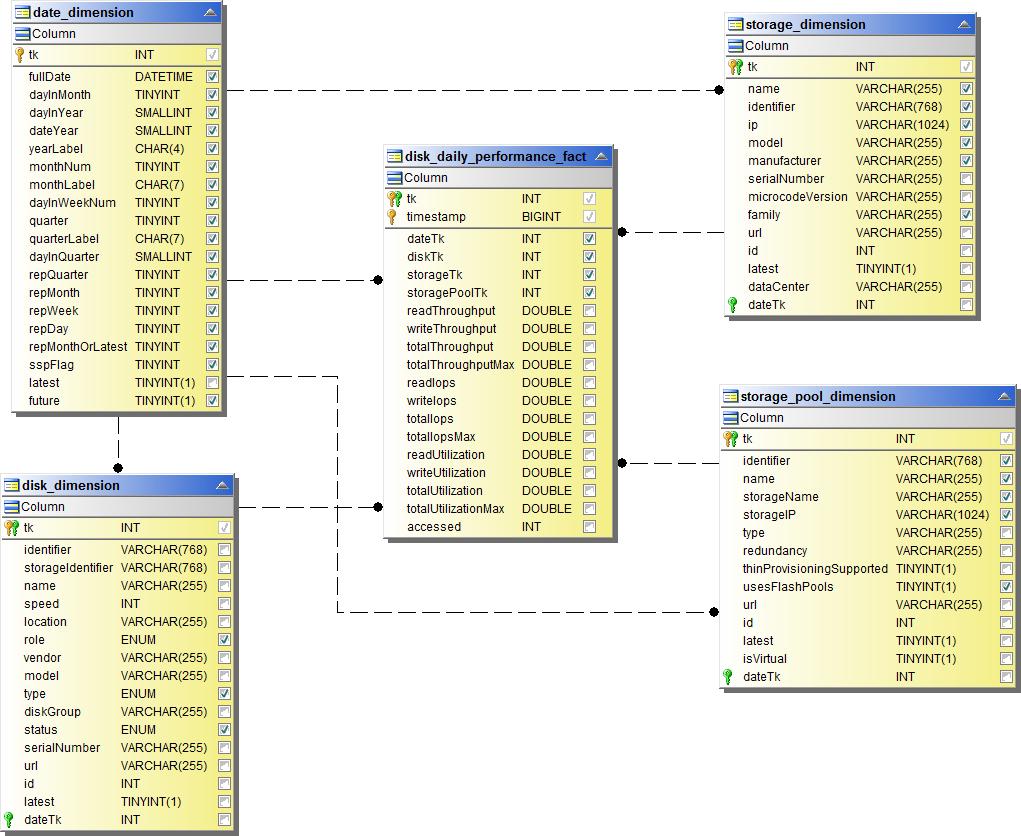 date_dimension
Column
tk INT
fullDate DATETIME
dayInMonth TINYINT
dayInYear SMALLINT
dateYear SMALLINT
yearLabel CHAR(4)
monthNum TINYINT
monthLabel CHAR(7)
dayInWeekNum TINYINT
quarter TINYINT
quarterLabel CHAR(7)
dayInQuarter SMALLINT
repQuarter TINYINT
repMonth TINYINT
repWeek TINYINT
repDay TINYINT
repMonthOrLatest TINYINT
sspFlag TINYINT
latest TINYINT(1)
future TINYINT(1)
storage_dimension
Column
tk INT
name VARCHAR(255)
identifier VARCHAR(768)
ip VARCHAR(1024)
model VARCHAR(255)
manufacturer VARCHAR(255)
serialNumber VARCHAR(255)
microcodeVersion VARCHAR(255)
family VARCHAR(255)
url VARCHAR(255)
id INT
latest TINYINT(1)
dataCenter VARCHAR(255)
dateTk INT
disk_daily_performance_fact
Column
tk INT
timestamp BIGINT
dateTk INT
diskTk INT
storageTk INT
storagePoolTk INT
readThroughput DOUBLE
writeThroughput DOUBLE
totalThroughput DOUBLE
totalThroughputMax DOUBLE
readIops DOUBLE
writeIops DOUBLE
totalIops DOUBLE
totalIopsMax DOUBLE
readUtilization DOUBLE
writeUtilization DOUBLE
totalUtilization DOUBLE
totalUtilizationMax DOUBLE
accessed INT
storage_pool_dimension
Column
tk INT
identifier VARCHAR(768)
name VARCHAR(255)
storageName VARCHAR(255)
storageIP VARCHAR(1024)
type VARCHAR(255)
redundancy VARCHAR(255)
thinProvisioningSupported TINYINT(1)
usesFlashPools TINYINT(1)
url VARCHAR(255)
id INT
latest TINYINT(1)
isVirtual TINYINT(1)
dateTk INT
disk_dimension
Column
tk INT
identifier VARCHAR(768)
storageIdentifier VARCHAR(768)
name VARCHAR(255)
speed INT
location VARCHAR(255)
role ENUM
vendor VARCHAR(255)
model VARCHAR(255)
type ENUM
diskGroup VARCHAR(255)
status ENUM
serialNumber VARCHAR(255)
url VARCHAR(255)
id INT
latest TINYINT(1)
dateTk INT